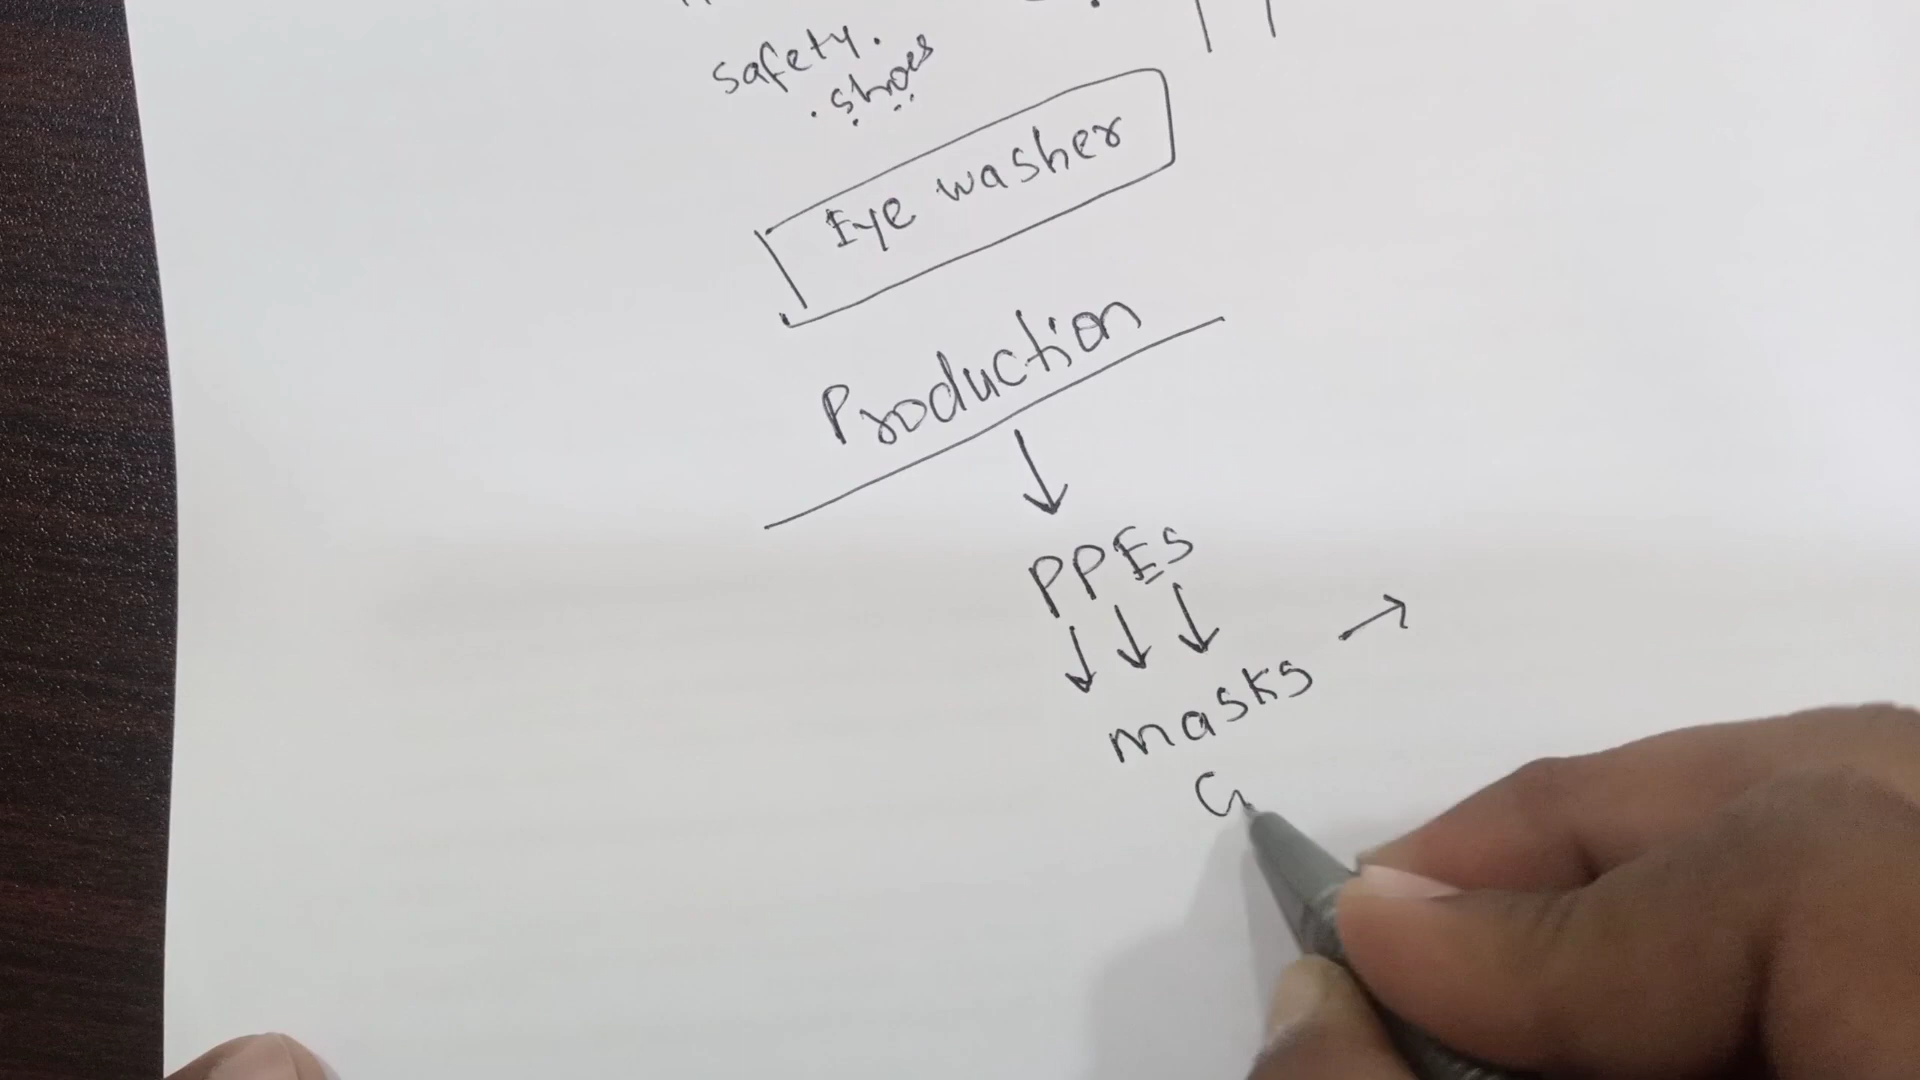 safety.
. shoes
Eye washer
Production
PPEs
masks →
G